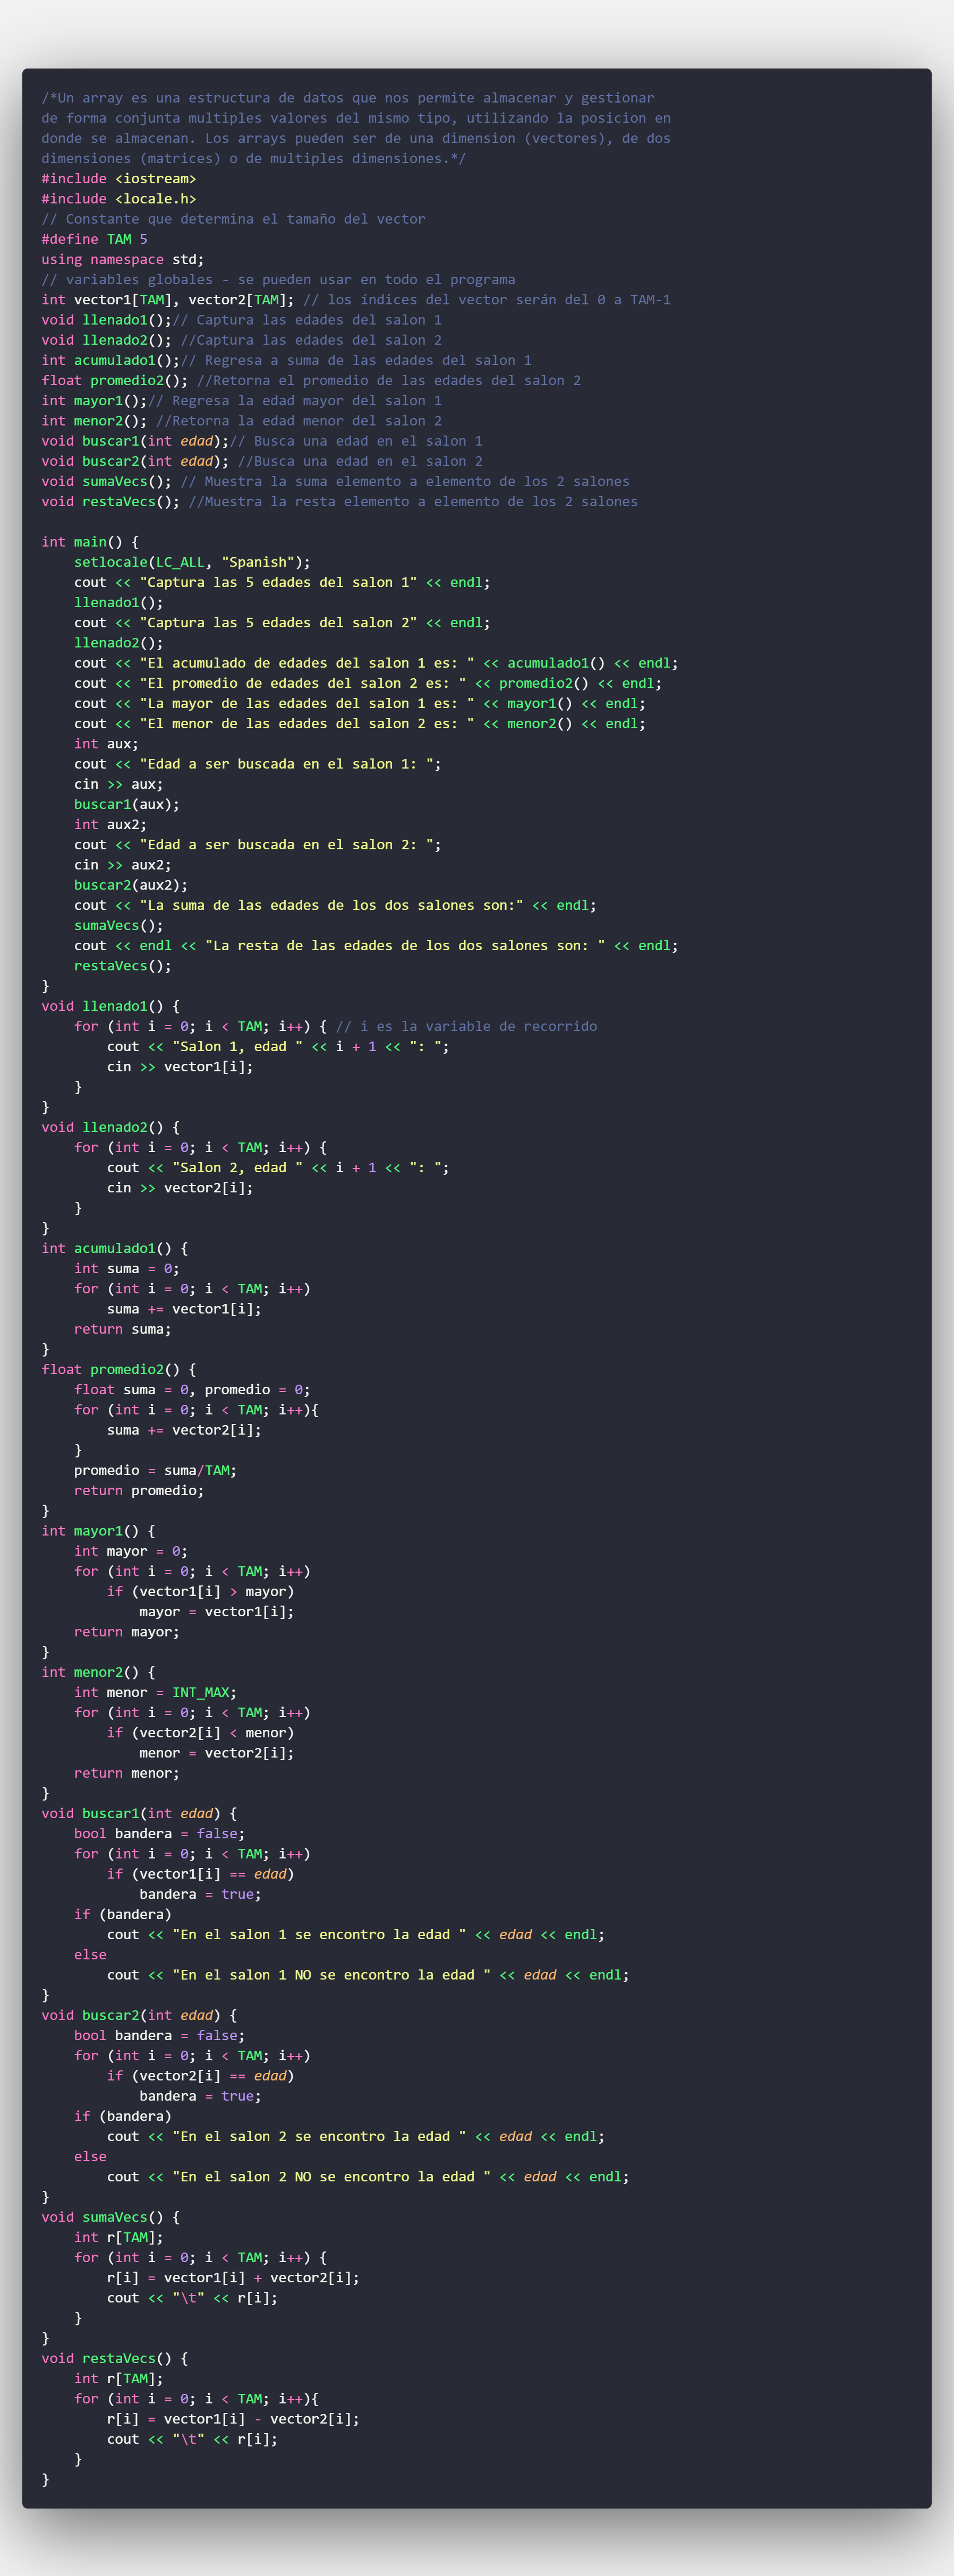 /*Un array es una estructura de datos que nos permite almacenar y gestionar
de forma conjunta multiples valores del mismo tipo, utilizando la posicion en
donde se almacenan. Los arrays pueden ser de una dimension (vectores), de dos
dimensiones (matrices) o de multiples dimensiones.*/
#include <iostream>
#include <locale.h>
// Constante que determina el tamaño del vector
#define TAM 5
using namespace std;
// variables globales - se pueden usar en todo el programa
int vector1[TAM], vector2[TAM]; // los índices del vector serán del 0 a TAM-1
void llenado1();// Captura las edades del salon 1
void llenado2(); //Captura las edades del salon 2
int acumulado1();// Regresa a suma de las edades del salon 1
float promedio2(); //Retorna el promedio de las edades del salon 2
int mayor1();// Regresa la edad mayor del salon 1
int menor2(); //Retorna la edad menor del salon 2
void buscar1(int edad);// Busca una edad en el salon 1
void buscar2(int edad); //Busca una edad en el salon 2
void sumaVecs(); // Muestra la suma elemento a elemento de los 2 salones
void restaVecs(); //Muestra la resta elemento a elemento de los 2 salones

int main() {
    setlocale(LC_ALL, "Spanish");
    cout << "Captura las 5 edades del salon 1" << endl;
    llenado1();
    cout << "Captura las 5 edades del salon 2" << endl;
    llenado2();
    cout << "El acumulado de edades del salon 1 es: " << acumulado1() << endl;
    cout << "El promedio de edades del salon 2 es: " << promedio2() << endl;
    cout << "La mayor de las edades del salon 1 es: " << mayor1() << endl;
    cout << "El menor de las edades del salon 2 es: " << menor2() << endl;
    int aux;
    cout << "Edad a ser buscada en el salon 1: ";
    cin >> aux;
    buscar1(aux);
    int aux2;
    cout << "Edad a ser buscada en el salon 2: ";
    cin >> aux2;
    buscar2(aux2);
    cout << "La suma de las edades de los dos salones son:" << endl;
    sumaVecs();
    cout << endl << "La resta de las edades de los dos salones son: " << endl;
    restaVecs();
}
void llenado1() {
    for (int i = 0; i < TAM; i++) { // i es la variable de recorrido
        cout << "Salon 1, edad " << i + 1 << ": ";
        cin >> vector1[i];
    }
}
void llenado2() {
    for (int i = 0; i < TAM; i++) {
        cout << "Salon 2, edad " << i + 1 << ": ";
        cin >> vector2[i];
    }
}
int acumulado1() {
    int suma = 0;
    for (int i = 0; i < TAM; i++)
        suma += vector1[i];
    return suma;
}
float promedio2() {
    float suma = 0, promedio = 0;
    for (int i = 0; i < TAM; i++){
        suma += vector2[i];
    }
    promedio = suma/TAM;
    return promedio;
}
int mayor1() {
    int mayor = 0;
    for (int i = 0; i < TAM; i++)
        if (vector1[i] > mayor)
            mayor = vector1[i];
    return mayor;
}
int menor2() {
    int menor = INT_MAX;
    for (int i = 0; i < TAM; i++)
        if (vector2[i] < menor)
            menor = vector2[i];
    return menor;
}
void buscar1(int edad) {
    bool bandera = false;
    for (int i = 0; i < TAM; i++)
        if (vector1[i] == edad)
            bandera = true;
    if (bandera)
        cout << "En el salon 1 se encontro la edad " << edad << endl;
    else
        cout << "En el salon 1 NO se encontro la edad " << edad << endl;
}
void buscar2(int edad) {
    bool bandera = false;
    for (int i = 0; i < TAM; i++)
        if (vector2[i] == edad)
            bandera = true;
    if (bandera)
        cout << "En el salon 2 se encontro la edad " << edad << endl;
    else
        cout << "En el salon 2 NO se encontro la edad " << edad << endl;
}
void sumaVecs() {
    int r[TAM];
    for (int i = 0; i < TAM; i++) {
        r[i] = vector1[i] + vector2[i];
        cout << "\t" << r[i];
    }
}
void restaVecs() {
    int r[TAM];
    for (int i = 0; i < TAM; i++){
        r[i] = vector1[i] - vector2[i];
        cout << "\t" << r[i];
    }
}